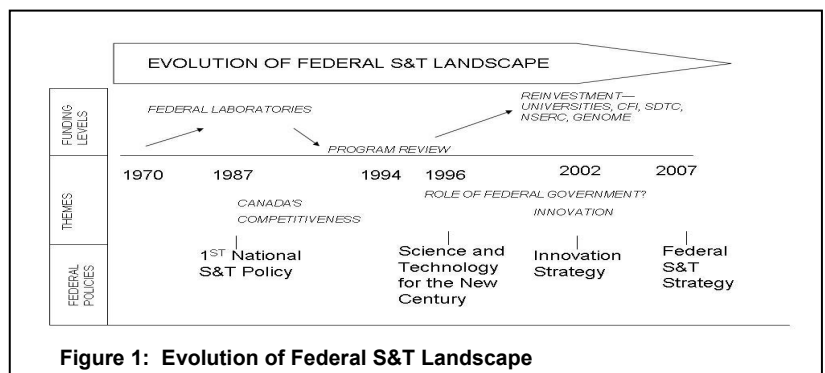 EVOLUTION OF FEDERAL S&T LANDSCAPE
FUNDING
LEVELS
FEDERAL LABORATORIES
PROGRAM REVIEW
REINVESTMENT—
UNIVERSITIES, CFI, SDTC,
NSERC, GENOME
1970 1987 1994 1996 2002 2007
THEMES
CANADA'S
COMPETITIVENESS
ROLE OF FEDERAL GOVERNMENT?
INNOVATION
FEDERAL
POLICIES
1ST National
S&T Policy
Science and
Technology
for the New
Century
Innovation
Strategy
Federal
S&T
Strategy
Figure 1: Evolution of Federal S&T Landscape